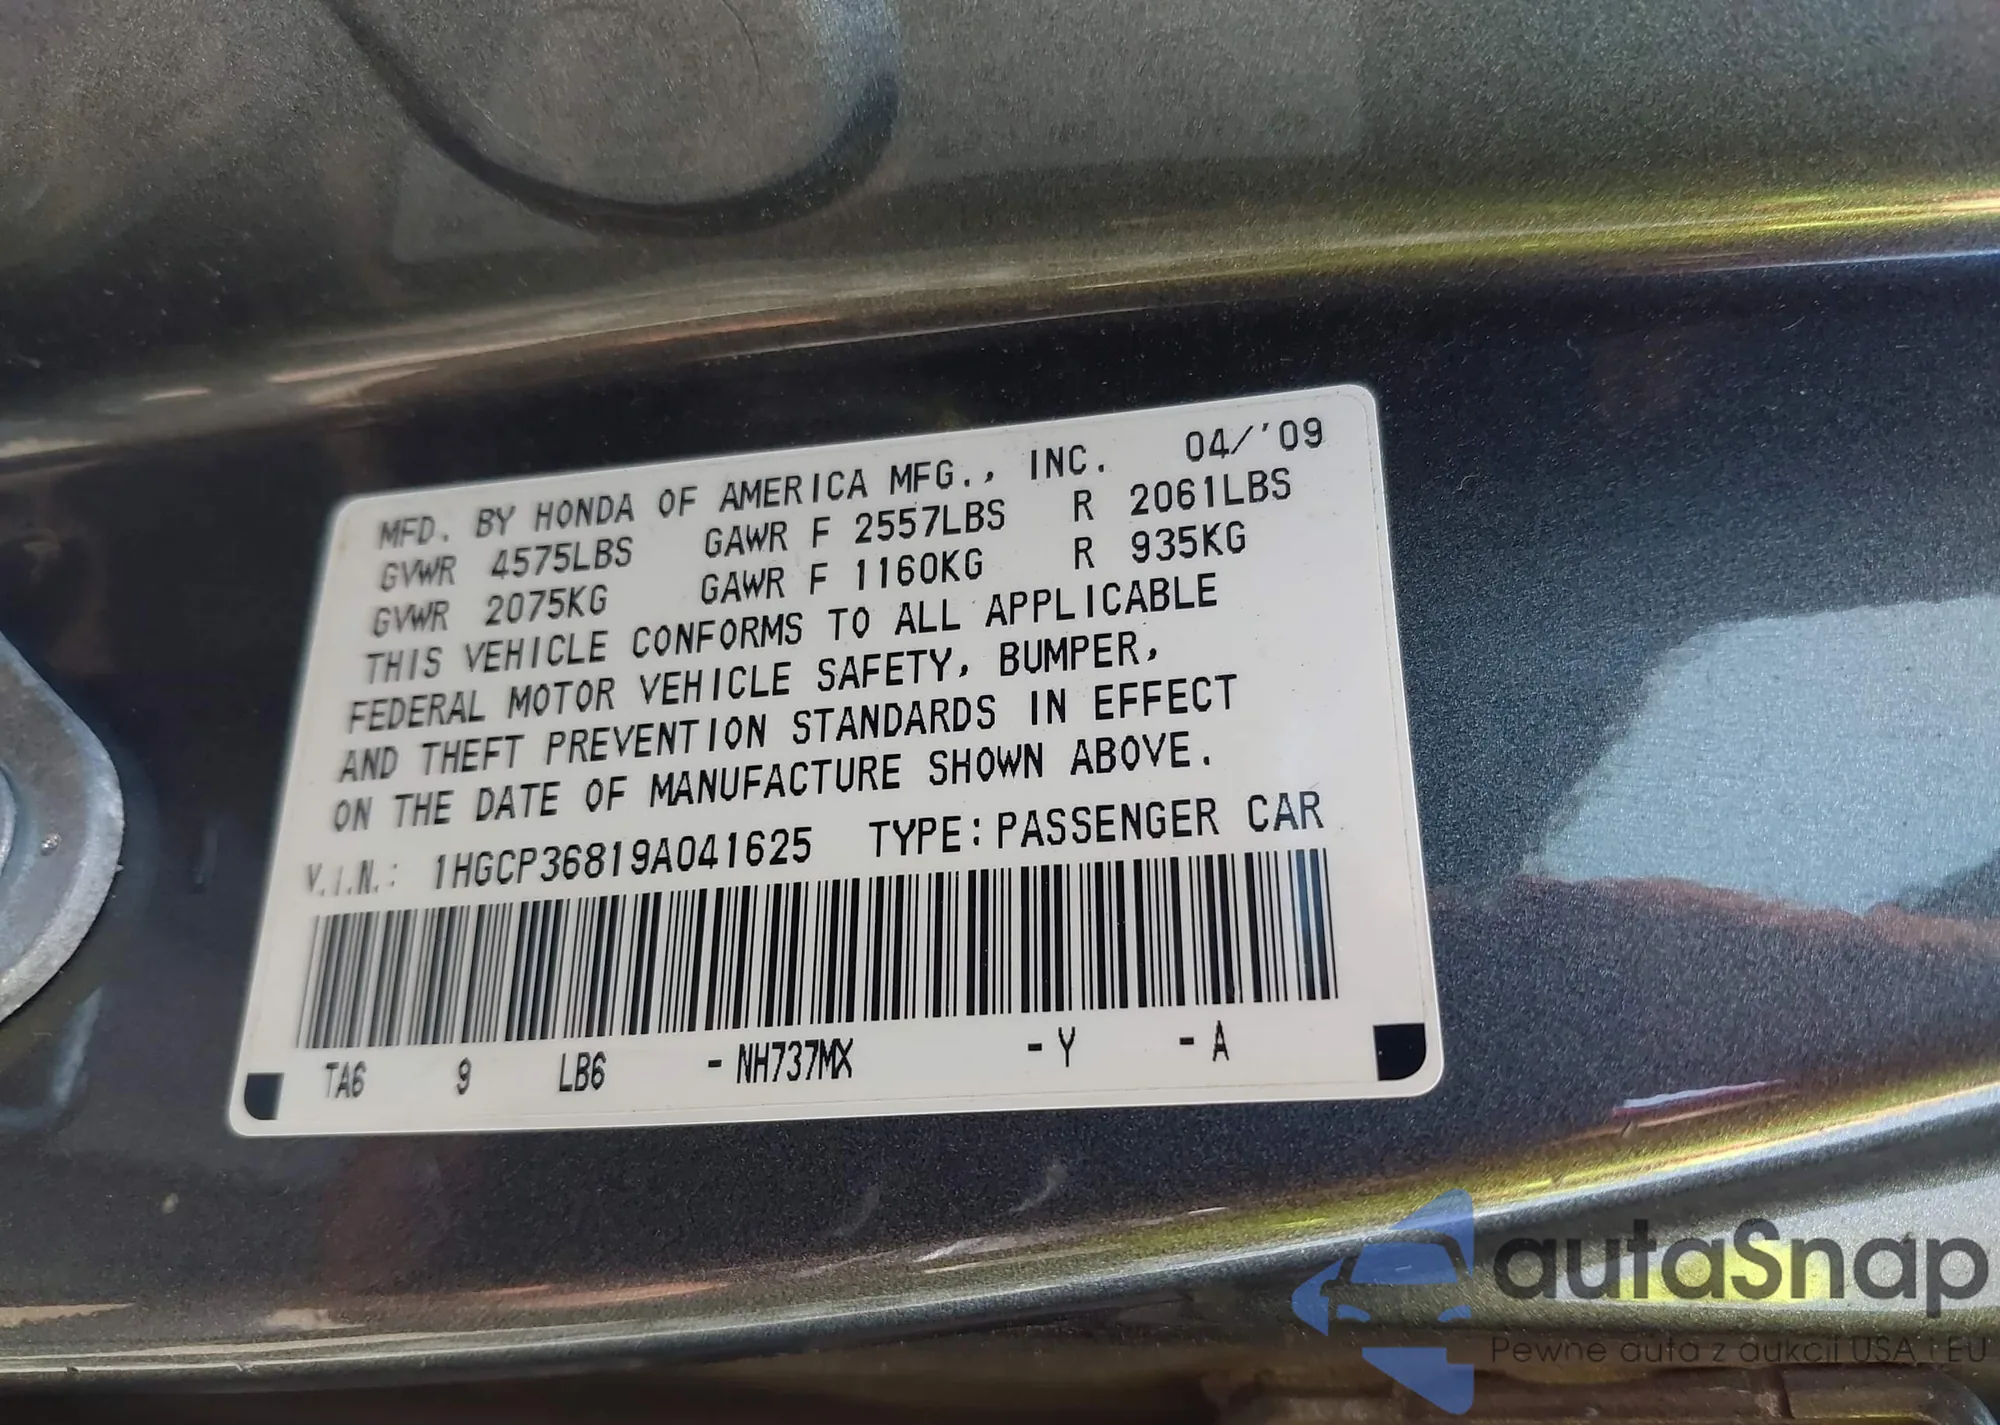 MFD. BY HONDA OF AMERICA MFG., INC. 04/'09
GVWR 4575LBS GAWR F 2557LBS R 2061LBS
GVWR 2075KG GAWR F 1160KG R 935KG
THIS VEHICLE CONFORMS TO ALL APPLICABLE
FEDERAL MOTOR VEHICLE SAFETY, BUMPER,
AND THEFT PREVENTION STANDARDS IN EFFECT
ON THE DATE OF MANUFACTURE SHOWN ABOVE.
V.I.N.: 1HGCP36819A041625 TYPE:PASSENGER CAR
TA6 9 LB6 -NH737MX -Y -A
autaSnap
Pewne auta z aukcji USA i EU